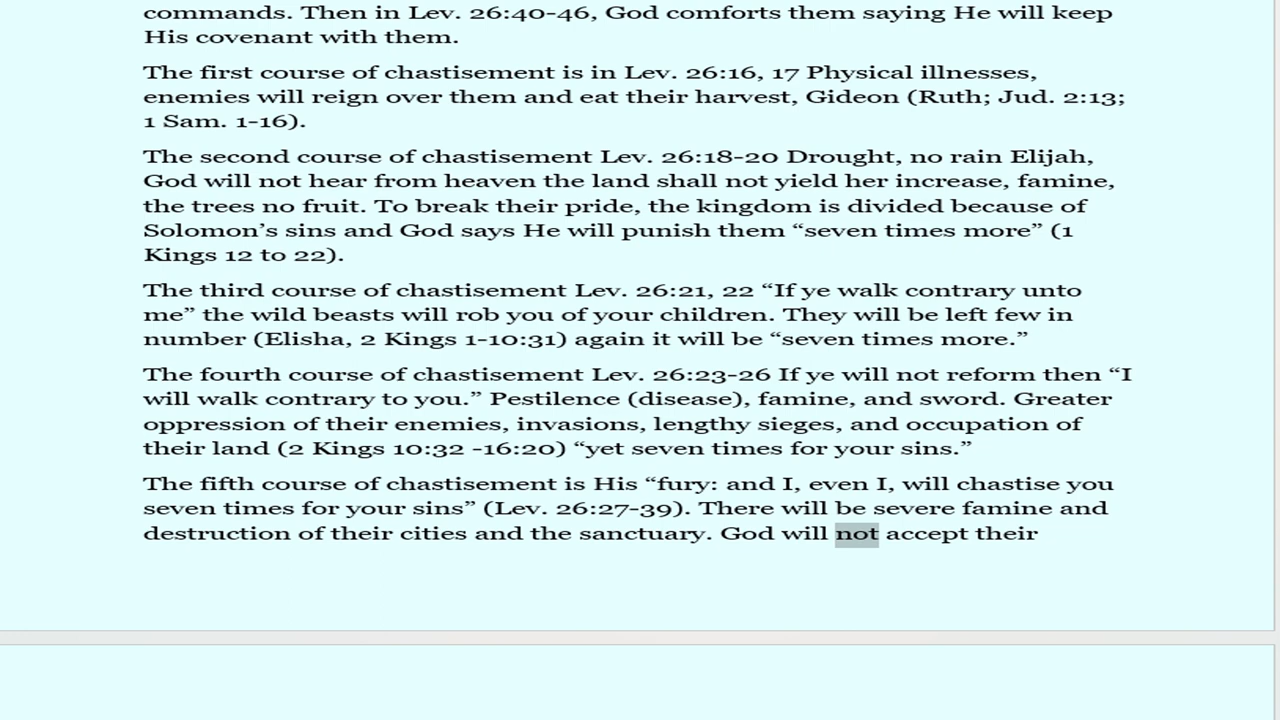 commands. Then in Lev. 26:40-46, God comforts them saying He will keep
His covenant with them.
The first course of chastisement is in Lev. 26:16, 17 Physical illnesses,
enemies will reign over them and eat their harvest, Gideon (Ruth; Jud. 2:13;
1 Sam. 1-16).
The second course of chastisement Lev. 26:18-20 Drought, no rain Elijah,
God will not hear from heaven the land shall not yield her increase, famine,
the trees no fruit. To break their pride, the kingdom is divided because of
Solomon’s sins and God says He will punish them “seven times more” (1
Kings 12 to 22).
The third course of chastisement Lev. 26:21, 22 “If ye walk contrary unto
me” the wild beasts will rob you of your children. They will be left few in
number (Elisha, 2 Kings 1-10:31) again it will be “seven times more.”
The fourth course of chastisement Lev. 26:23-26 If ye will not reform then “I
will walk contrary to you.” Pestilence (disease), famine, and sword. Greater
oppression of their enemies, invasions, lengthy sieges, and occupation of
their land (2 Kings 10:32 -16:20) “yet seven times for your sins.”
The fifth course of chastisement is His “fury: and I, even I, will chastise you
seven times for your sins” (Lev. 26:27-39). There will be severe famine and
destruction of their cities and the sanctuary. God will not accept their